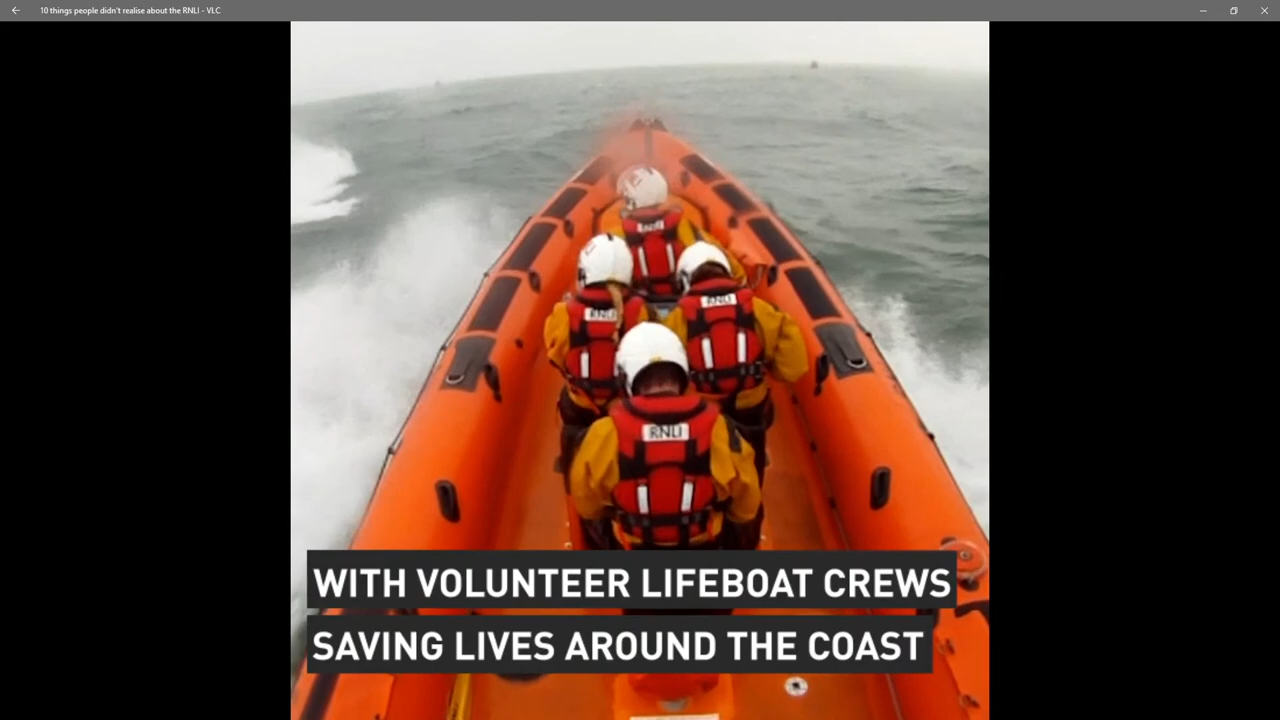 10 things people didn't realise about the RNLI - VLC
RNLI
RNLI
RNLI
RNLI
WITH VOLUNTEER LIFEBOAT CREWS
SAVING LIVES AROUND THE COAST